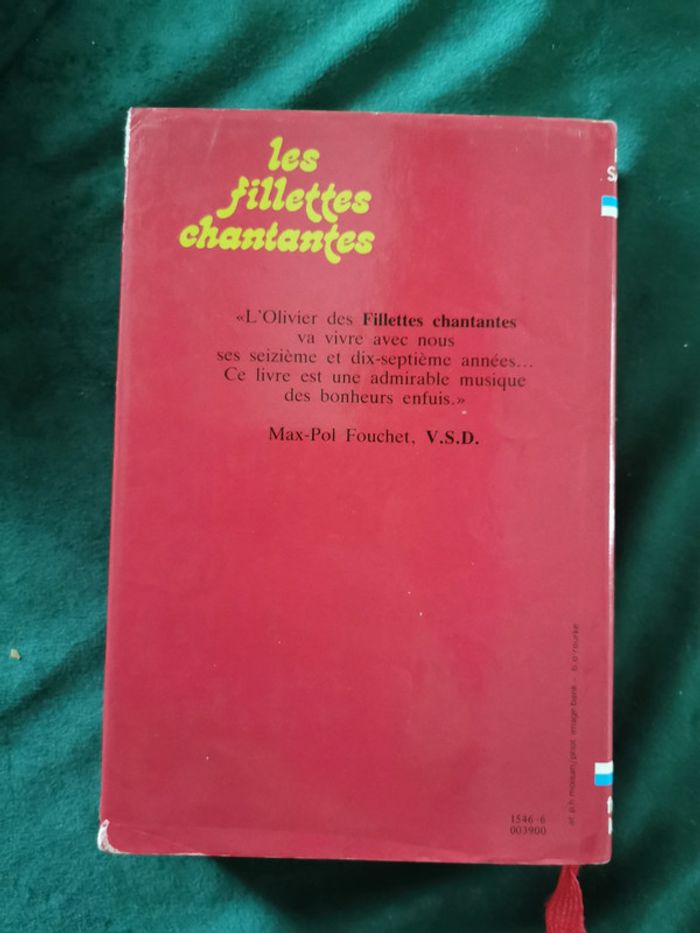 les
fillettes
chantantes
«L'Olivier des Fillettes chantantes
va vivre avec nous
ses seizième et dix-septième années...
Ce livre est une admirable musique
des bonheurs enfuis.»
Max-Pol Fouchet, V.S.D.
b. o'rourke
1546-6
003900